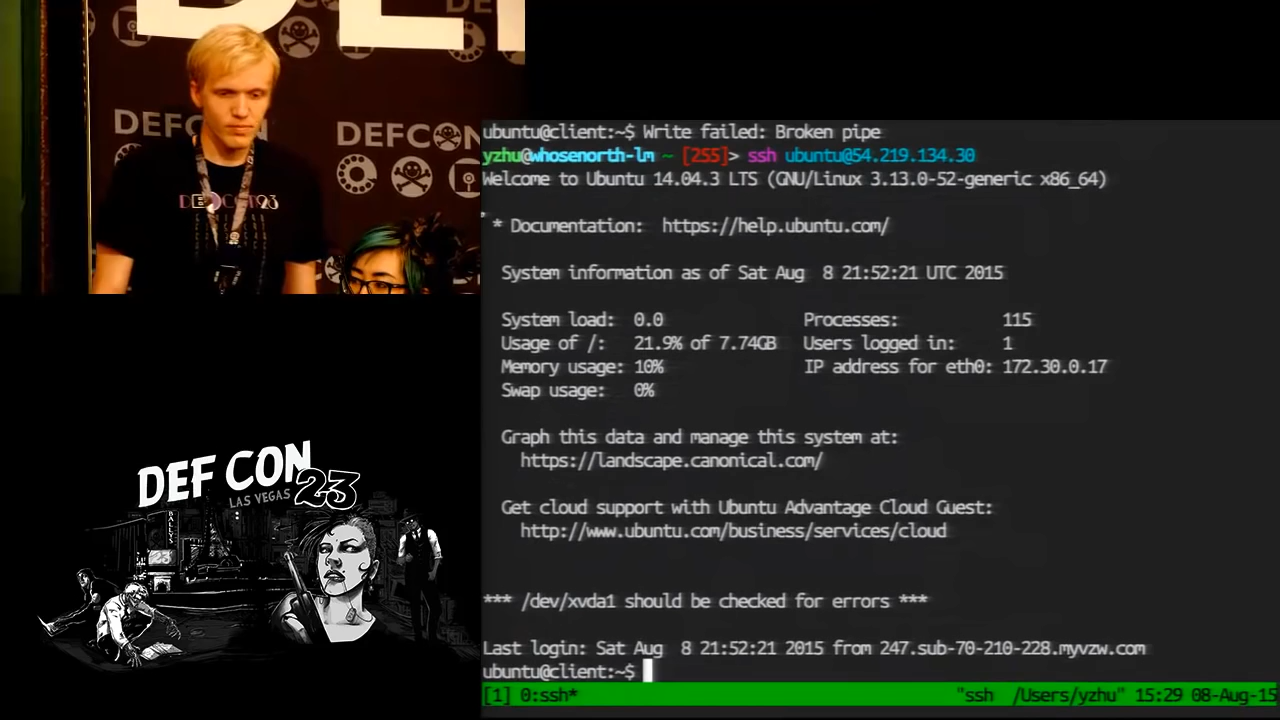 DEF
DEFCON
DEFCON
DEFCON
DEFCON23
DEF CON
LAS VEGAS 23
BALLY'S
23
ubuntu@client:~$ Write failed: Broken pipe
yzhu@whosenorth-lm ~ [255]> ssh ubuntu@54.219.134.30
Welcome to Ubuntu 14.04.3 LTS (GNU/Linux 3.13.0-52-generic x86_64)
* Documentation:  https://help.ubuntu.com/
System information as of Sat Aug  8 21:52:21 UTC 2015
System load:  0.0 Processes: 115
Usage of /:  21.9% of 7.74GB Users logged in: 1
Memory usage: 10% IP address for eth0: 172.30.0.17
Swap usage:  0%
Graph this data and manage this system at:
https://landscape.canonical.com/
Get cloud support with Ubuntu Advantage Cloud Guest:
http://www.ubuntu.com/business/services/cloud
*** /dev/xvda1 should be checked for errors ***
Last login: Sat Aug  8 21:52:21 2015 from 247.sub-70-210-228.myvzw.com
ubuntu@client:~$
[1] 0:ssh* "ssh  /Users/yzhu" 15:29 08-Aug-15